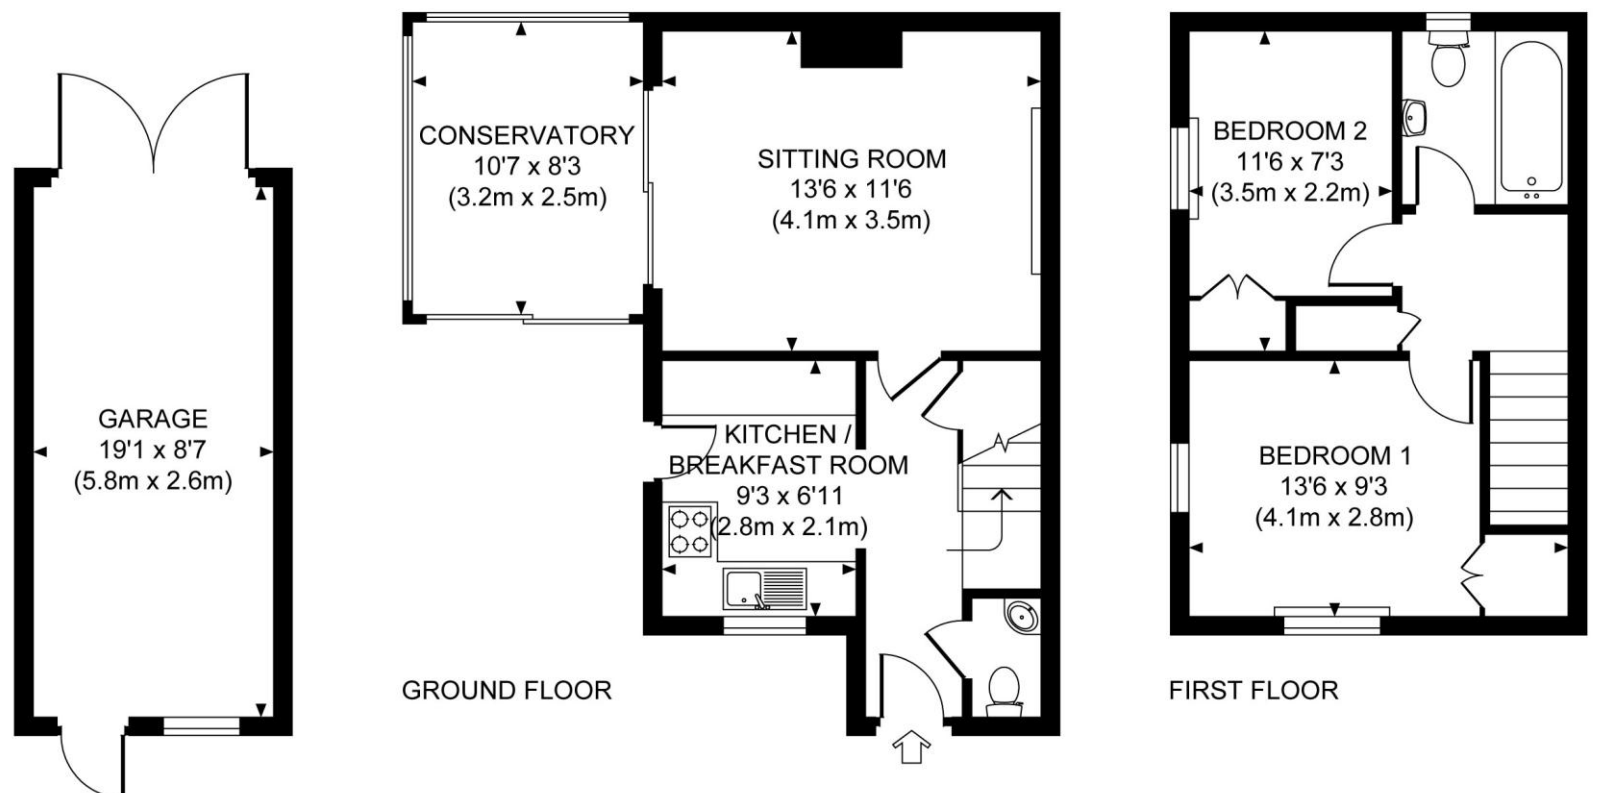 GARAGE
19'1 x 8'7
(5.8m x 2.6m)
CONSERVATORY
10'7 x 8'3
(3.2m x 2.5m)
SITTING ROOM
13'6 x 11'6
(4.1m x 3.5m)
KITCHEN /
BREAKFAST ROOM
9'3 x 6'11
(2.8m x 2.1m)
GROUND FLOOR
BEDROOM 2
11'6 x 7'3
(3.5m x 2.2m)
BEDROOM 1
13'6 x 9'3
(4.1m x 2.8m)
FIRST FLOOR